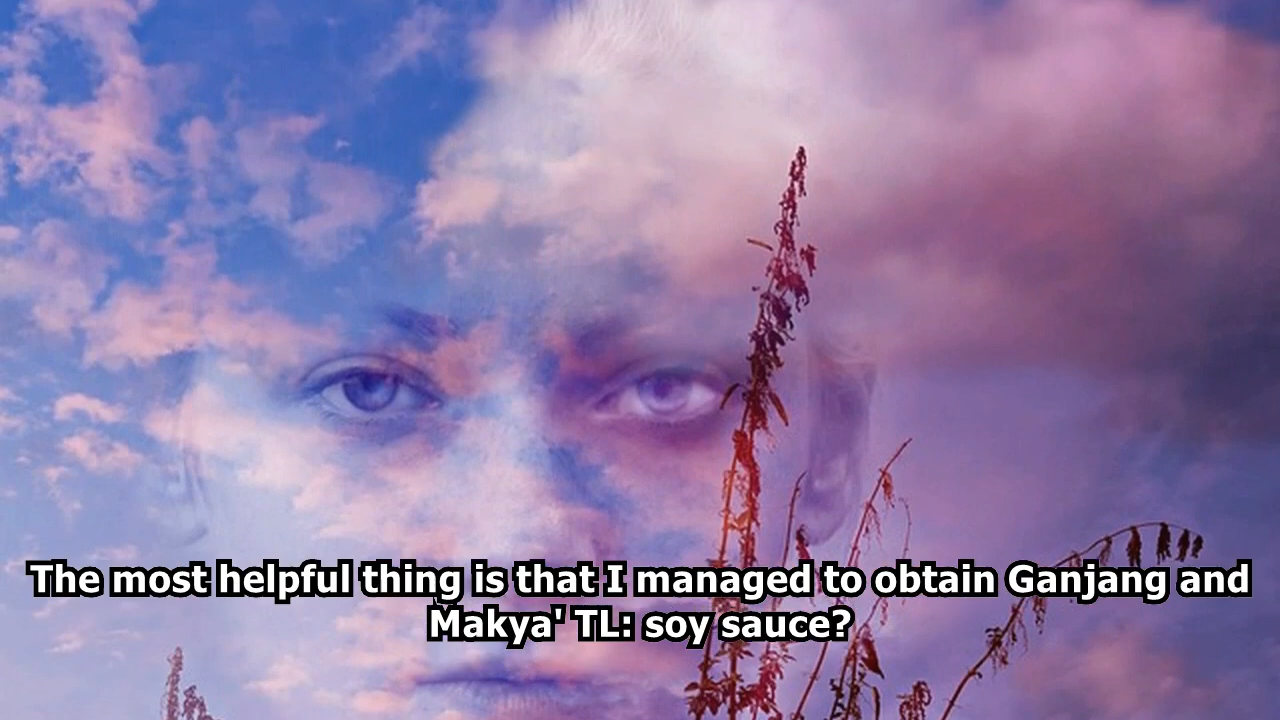 The most helpful thing is that I managed to obtain Ganjang and
Makya' TL: soy sauce?